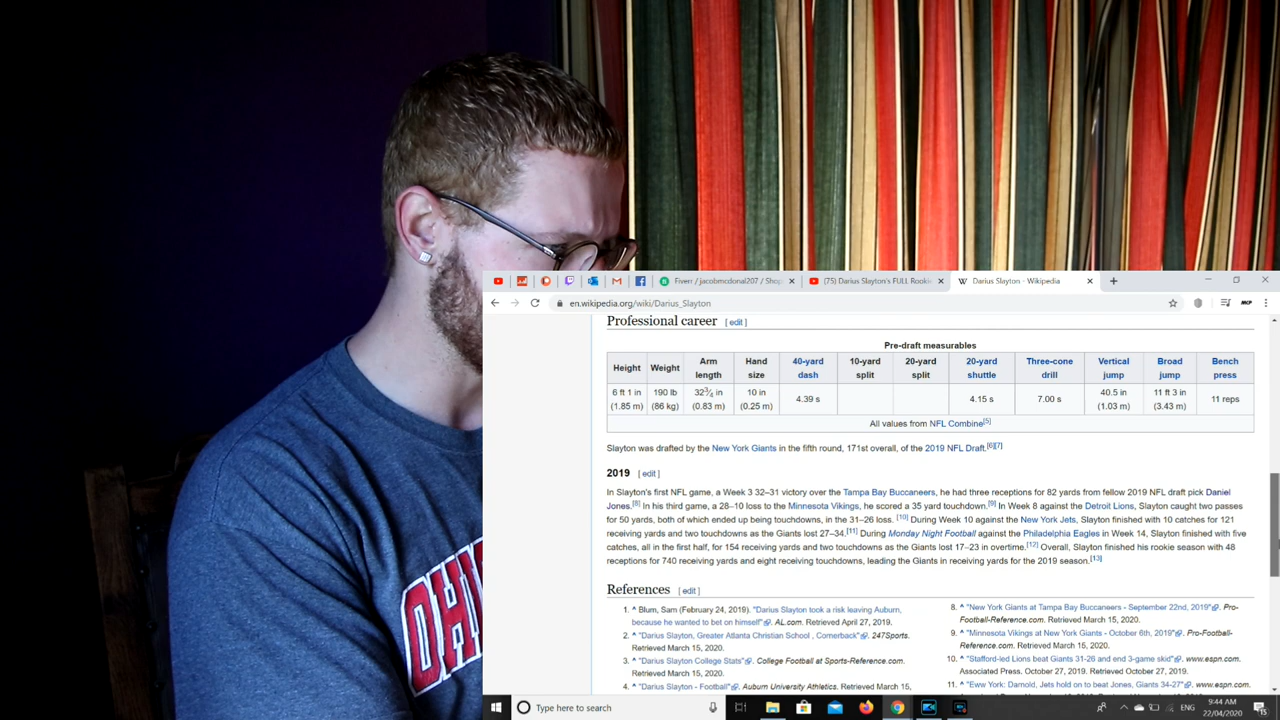 Fiverr / jacobmcdonal207 / Shop
(75) Darius Slayton's FULL Rooki
Darius Slayton - Wikipedia
en.wikipedia.org/wiki/Darius_Slayton
Professional career [ edit ]
Pre-draft measurables
Height Weight Arm length Hand size 40-yard dash 10-yard split 20-yard split 20-yard shuttle Three-cone drill Vertical jump Broad jump Bench press
6 ft 1 in (1.85 m) 190 lb (86 kg) 32 3⁄4 in (0.83 m) 10 in (0.25 m) 4.39 s 4.15 s 7.00 s 40.5 in (1.03 m) 11 ft 3 in (3.43 m) 11 reps
All values from NFL Combine[5]
Slayton was drafted by the New York Giants in the fifth round, 171st overall, of the 2019 NFL Draft.[6][7]
2019 [ edit ]
In Slayton's first NFL game, a Week 3 32–31 victory over the Tampa Bay Buccaneers, he had three receptions for 82 yards from fellow 2019 NFL draft pick Daniel
Jones.[8] In his third game, a 28–10 loss to the Minnesota Vikings, he scored a 35 yard touchdown.[9] In Week 8 against the Detroit Lions, Slayton caught two passes
for 50 yards, both of which ended up being touchdowns, in the 31–26 loss. [10] During Week 10 against the New York Jets, Slayton finished with 10 catches for 121
receiving yards and two touchdowns as the Giants lost 27–34.[11] During Monday Night Football against the Philadelphia Eagles in Week 14, Slayton finished with five
catches, all in the first half, for 154 receiving yards and two touchdowns as the Giants lost 17–23 in overtime.[12] Overall, Slayton finished his rookie season with 48
receptions for 740 receiving yards and eight receiving touchdowns, leading the Giants in receiving yards for the 2019 season.[13]
References [ edit ]
1. ^ Blum, Sam (February 24, 2019). "Darius Slayton took a risk leaving Auburn,
because he wanted to bet on himself". AL.com. Retrieved April 27, 2019.
2. ^ "Darius Slayton, Greater Atlanta Christian School , Cornerback". 247Sports.
Retrieved March 15, 2020.
3. ^ "Darius Slayton College Stats". College Football at Sports-Reference.com.
Retrieved March 15, 2020.
4. ^ "Darius Slayton - Football". Auburn University Athletics. Retrieved March 15,
8. ^ "New York Giants at Tampa Bay Buccaneers - September 22nd, 2019". Pro-
Football-Reference.com. Retrieved March 15, 2020.
9. ^ "Minnesota Vikings at New York Giants - October 6th, 2019". Pro-Football-
Reference.com. Retrieved March 15, 2020.
10. ^ "Stafford-led Lions beat Giants 31-26 and end 3-game skid". www.espn.com.
Associated Press. October 27, 2019. Retrieved October 27, 2019.
11. ^ "Eww York: Darnold, Jets hold on to beat Jones, Giants 34-27". www.espn.com.
OHI
Type here to search
ENG
9:44 AM
22/04/2020